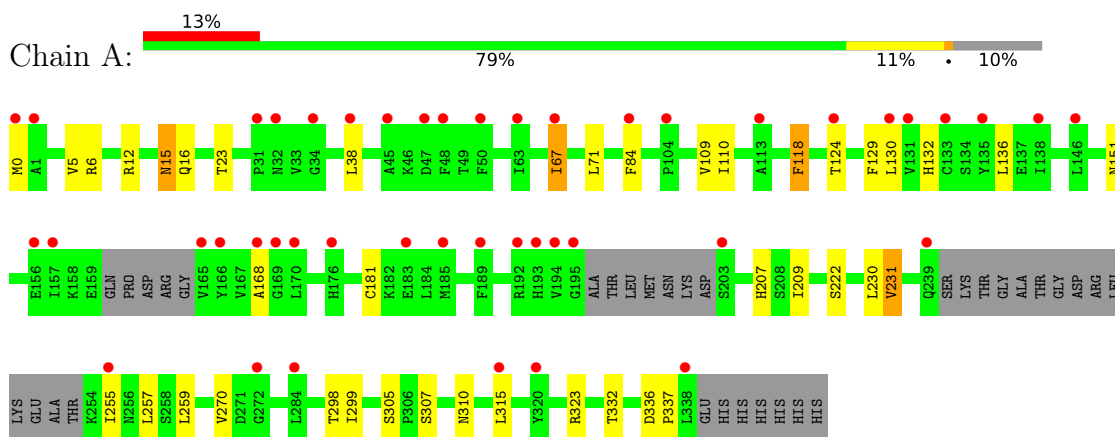 13%
Chain A:
79% 11% • 10%
M0 A1 V5 R6 R12 N15 Q16 T23 P31 N32 V33 G34 L38 A45 K46 D47 F48 T49 F50 I63 I67 L71 F84 P104 V109 I110 A113 F118 T124 F129 L130 V131 H132 C133 S134 Y135 L136 E137 I138 L146 N151
E156 I157 K158 E159 GLN PRO ASP ARG GLY V165 Y166 V167 A168 G169 L170 H176 C181 K182 E183 L184 M185 F189 R192 H193 V194 G195 ALA THR LEU MET ASN LYS ASP S203 H207 S208 I209 S222 L230 V231 Q239 SER LYS THR GLY ALA THR GLY ASP ARG LEU
LYS GLU ALA THR K254 I255 N256 L257 S258 L259 V270 D271 G272 L284 T298 I299 S305 P306 S307 N310 L315 Y320 R323 T332 D336 P337 L338 GLU HIS HIS HIS HIS HIS HIS